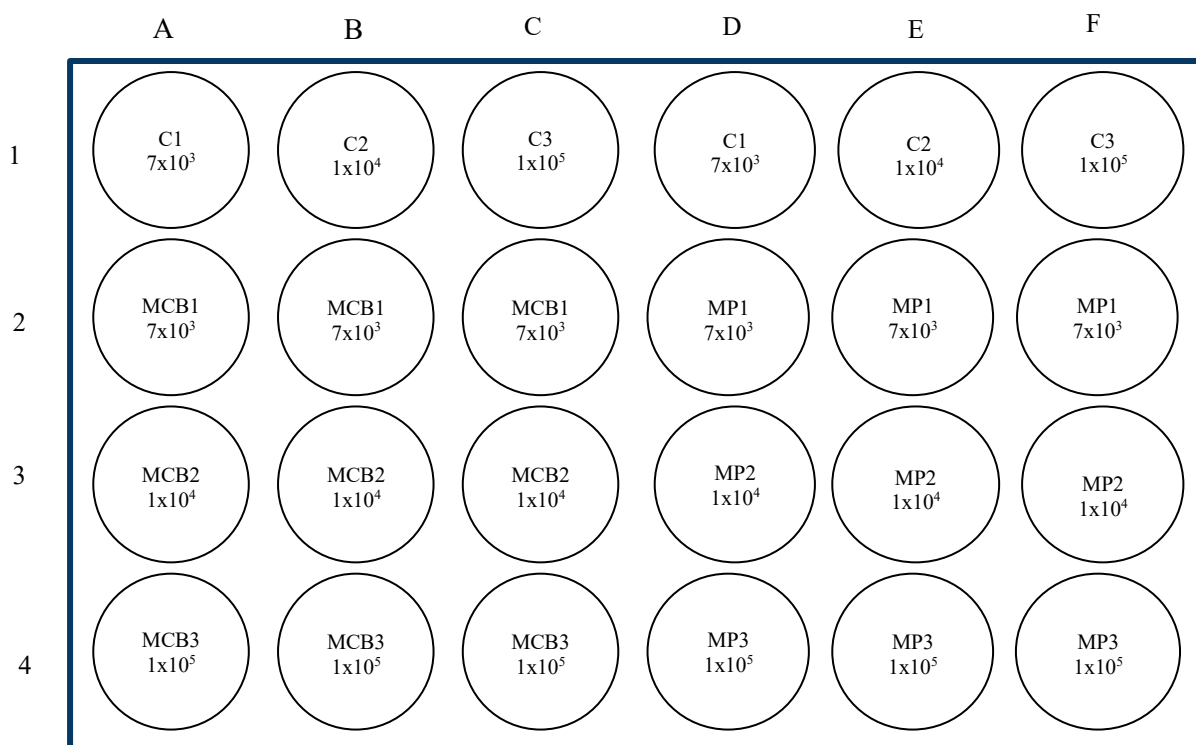 A B C D E F
1
C1 C2 C3 C1 C2 C3
7x10³ 1x10⁴ 1x10⁵ 7x10³ 1x10⁴ 1x10⁵
2
MCB1 MCB1 MCB1 MP1 MP1 MP1
7x10³ 7x10³ 7x10³ 7x10³ 7x10³ 7x10³
3
MCB2 MCB2 MCB2 MP2 MP2 MP2
1x10⁴ 1x10⁴ 1x10⁴ 1x10⁴ 1x10⁴ 1x10⁴
4
MCB3 MCB3 MCB3 MP3 MP3 MP3
1x10⁵ 1x10⁵ 1x10⁵ 1x10⁵ 1x10⁵ 1x10⁵